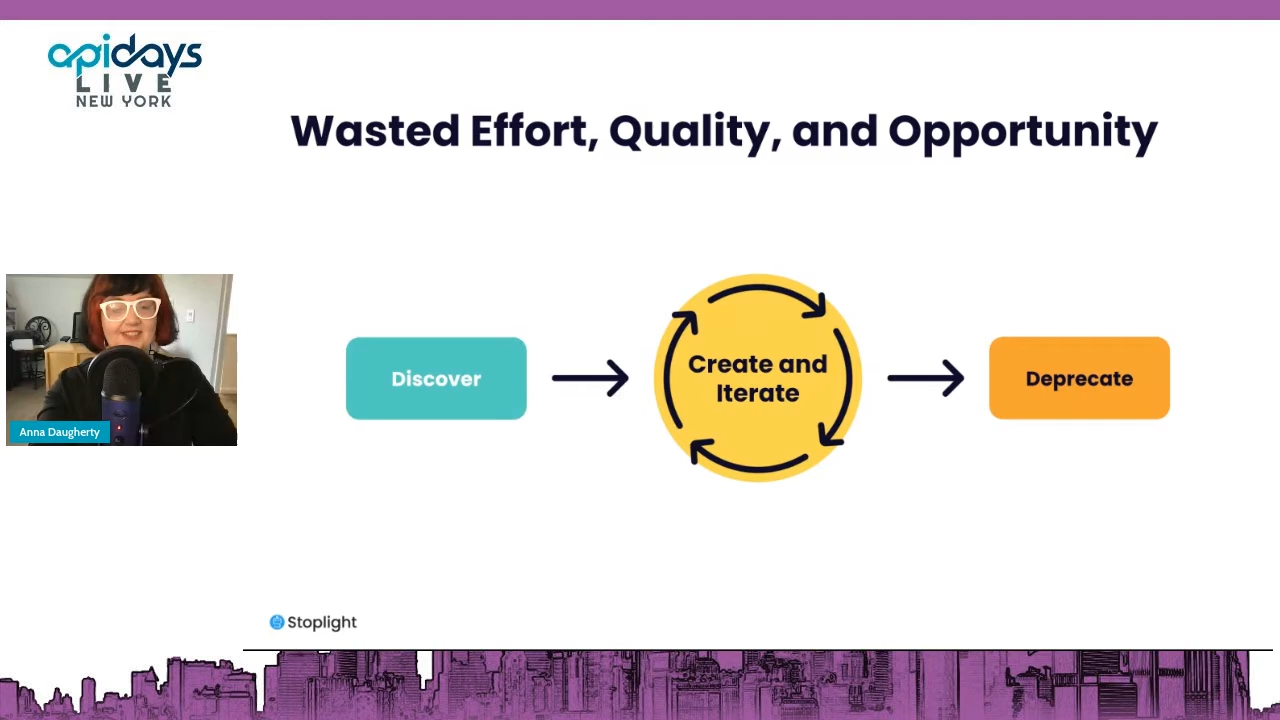 apidays
LIVE
NEW YORK
Wasted Effort, Quality, and Opportunity
Discover
Create and
Iterate
Deprecate
Anna Daugherty
Stoplight